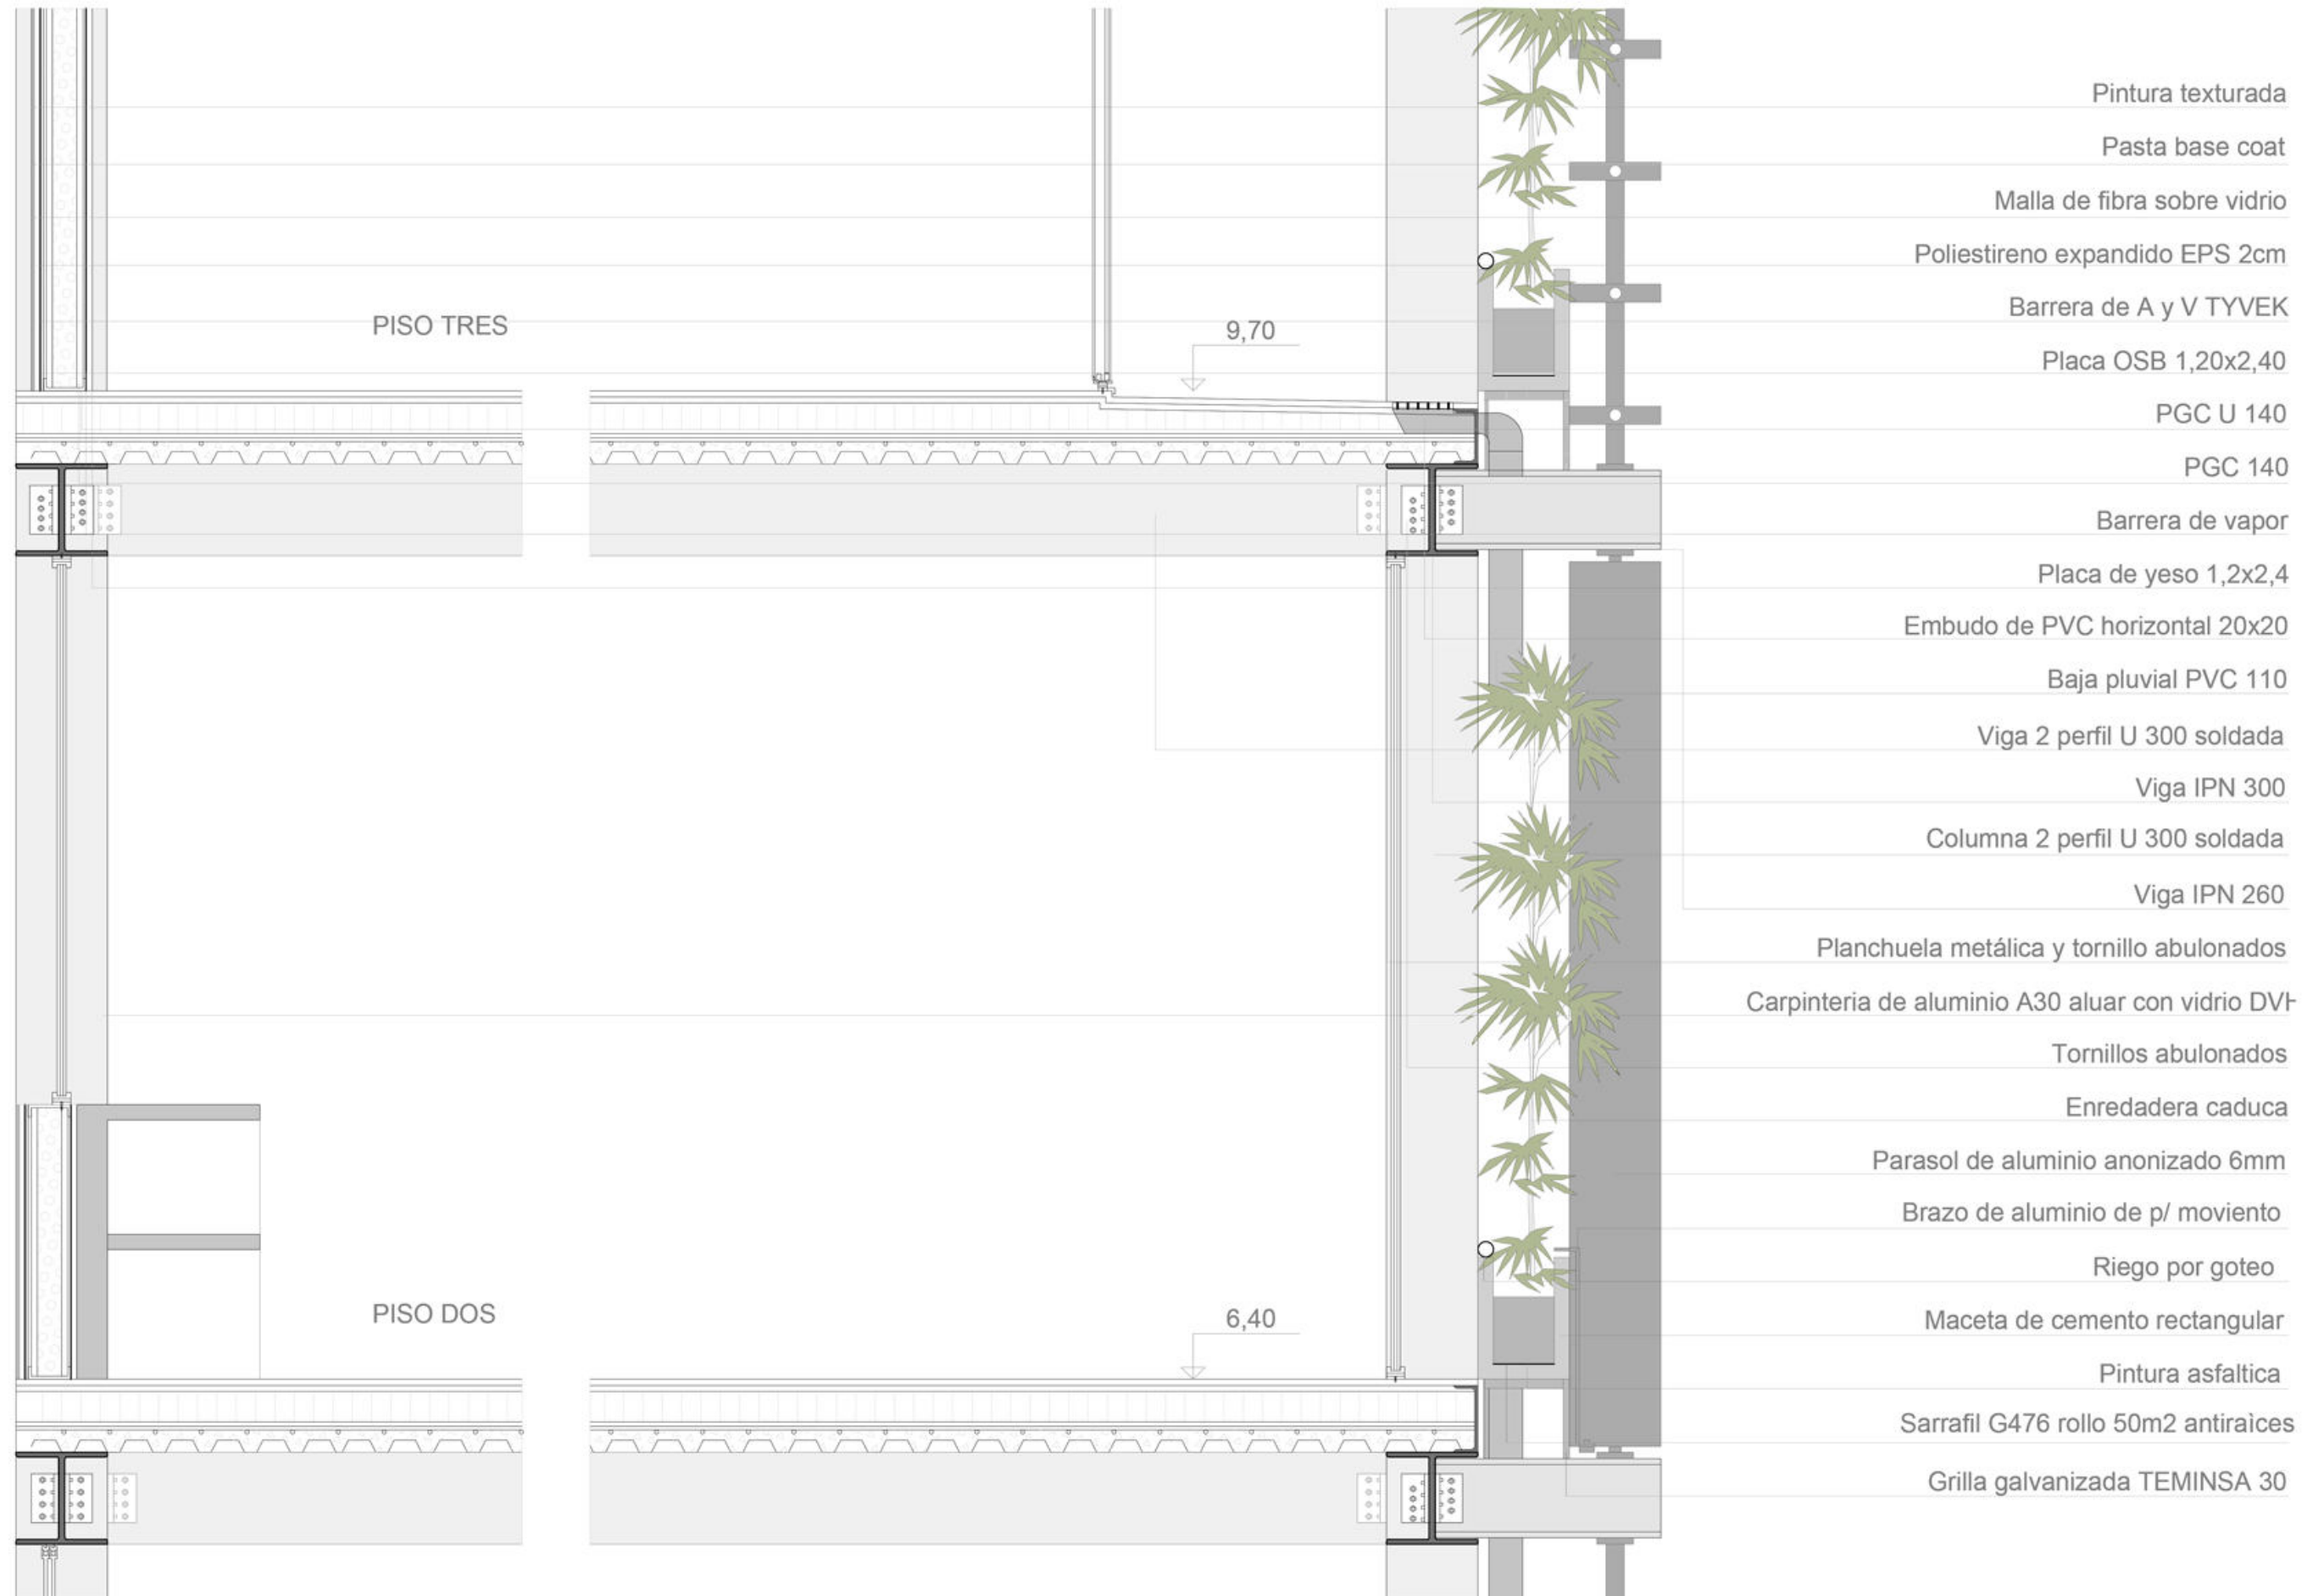 Pintura texturada
Pasta base coat
Malla de fibra sobre vidrio
Poliestireno expandido EPS 2cm
Barrera de A y V TYVEK
PISO TRES
9,70
Placa OSB 1,20x2,40
PGC U 140
PGC 140
Barrera de vapor
Placa de yeso 1,2x2,4
Embudo de PVC horizontal 20x20
Baja pluvial PVC 110
Viga 2 perfil U 300 soldada
Viga IPN 300
Columna 2 perfil U 300 soldada
Viga IPN 260
Planchuela metálica y tornillo abulonados
Carpinteria de aluminio A30 aluar con vidrio DVH
Tornillos abulonados
Enredadera caduca
Parasol de aluminio anonizado 6mm
Brazo de aluminio de p/ moviento
Riego por goteo
PISO DOS
6,40
Maceta de cemento rectangular
Pintura asfaltica
Sarrafil G476 rollo 50m2 antiraìces
Grilla galvanizada TEMINSA 30